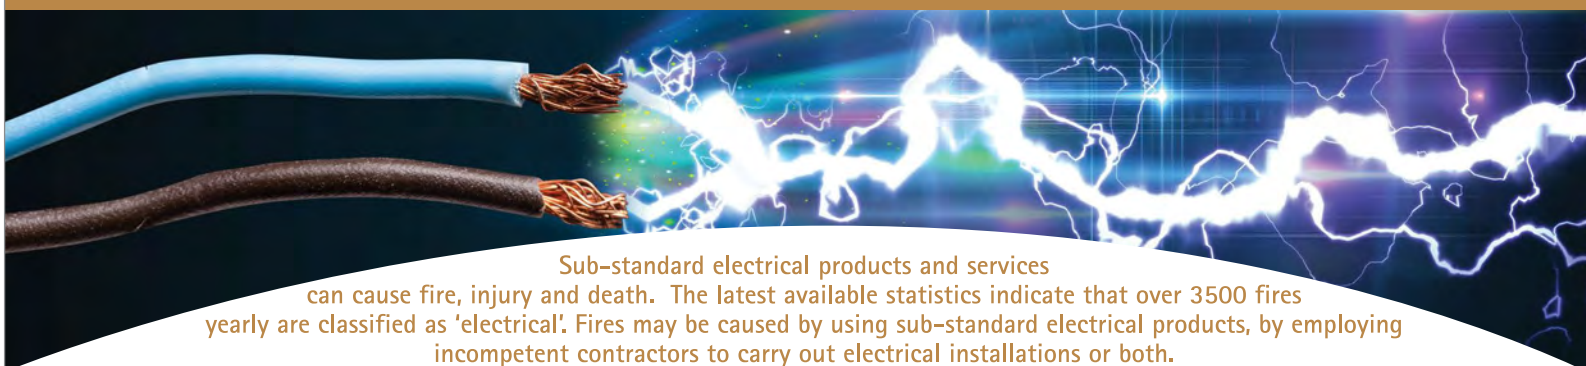 Sub-standard electrical products and services
can cause fire, injury and death. The latest available statistics indicate that over 3500 fires
yearly are classified as 'electrical'. Fires may be caused by using sub-standard electrical products, by employing
incompetent contractors to carry out electrical installations or both.